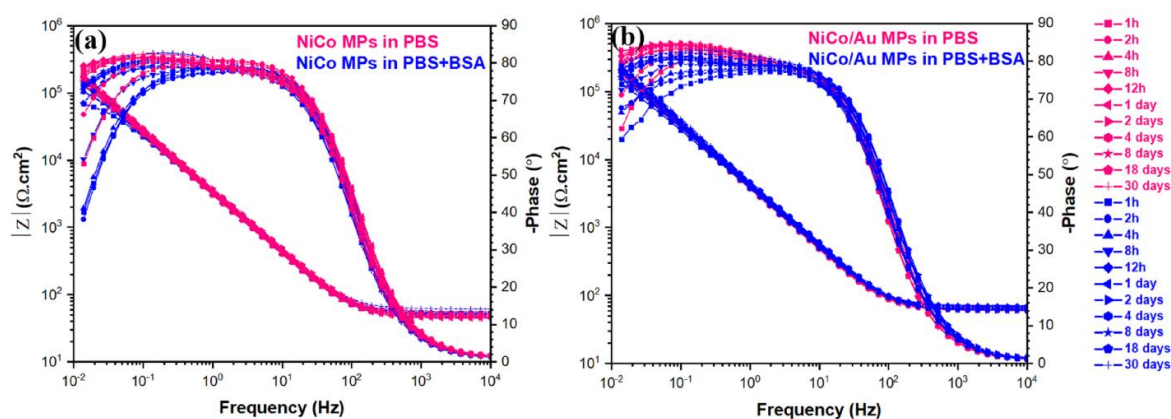 (a)
NiCo MPs in PBS
NiCo MPs in PBS+BSA
|Z| (Ω.cm2)
10^6
10^5
10^4
10^3
10^2
10^1
90
80
70
60
50
40
30
20
10
0
-Phase (°)
10^-2
10^-1
10^0
10^1
10^2
10^3
10^4
Frequency (Hz)
(b)
NiCo/Au MPs in PBS
NiCo/Au MPs in PBS+BSA
|Z| (Ω.cm2)
10^6
10^5
10^4
10^3
10^2
10^1
90
80
70
60
50
40
30
20
10
0
-Phase (°)
10^-2
10^-1
10^0
10^1
10^2
10^3
10^4
Frequency (Hz)
1h
2h
4h
8h
12h
1 day
2 days
4 days
8 days
18 days
30 days
1h
2h
4h
8h
12h
1 day
2 days
4 days
8 days
18 days
30 days